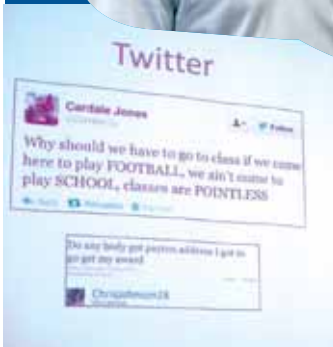 Twitter
Cardale Jones
Follow
Why should we have to go to class if we came
here to play FOOTBALL, we ain't come to
play SCHOOL, classes are POINTLESS
Do any body got payton address I got to
go get my award